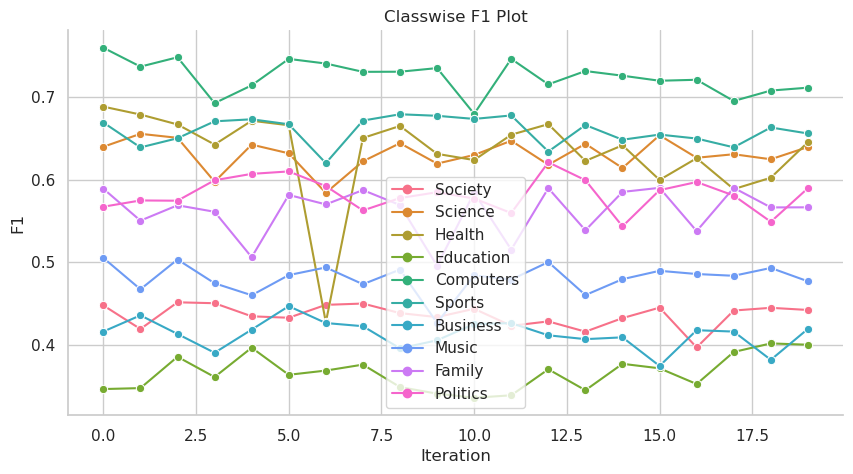 Classwise F1 Plot
F1
0.7
0.6
0.5
0.4
Society
Science
Health
Education
Computers
Sports
Business
Music
Family
Politics
0.0 2.5 5.0 7.5 10.0 12.5 15.0 17.5
Iteration